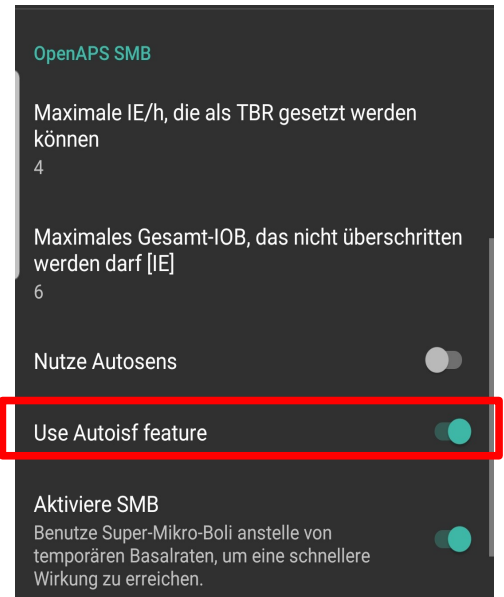 OpenAPS SMB
Maximale IE/h, die als TBR gesetzt werden
können
4
Maximales Gesamt-IOB, das nicht überschritten
werden darf [IE]
6
Nutze Autosens
Use Autoisf feature
Aktiviere SMB
Benutze Super-Mikro-Boli anstelle von
temporären Basalraten, um eine schnellere
Wirkung zu erreichen.